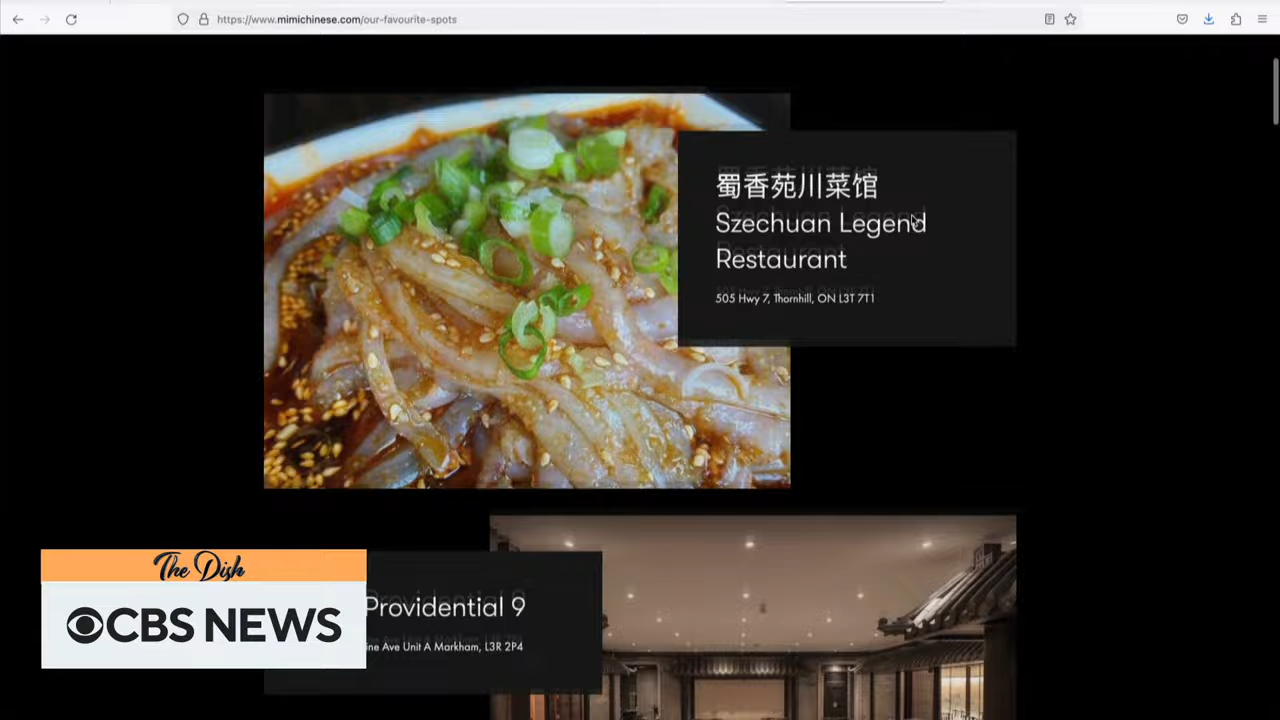 https://www.mimichinese.com/our-favourite-spots
蜀香苑川菜馆
Szechuan Legend
Restaurant
505 Hwy 7, Thornhill, ON L3T 7T1
Providential 9
Ave Unit A Markham, L3R 2P4
The Dish
CBS NEWS